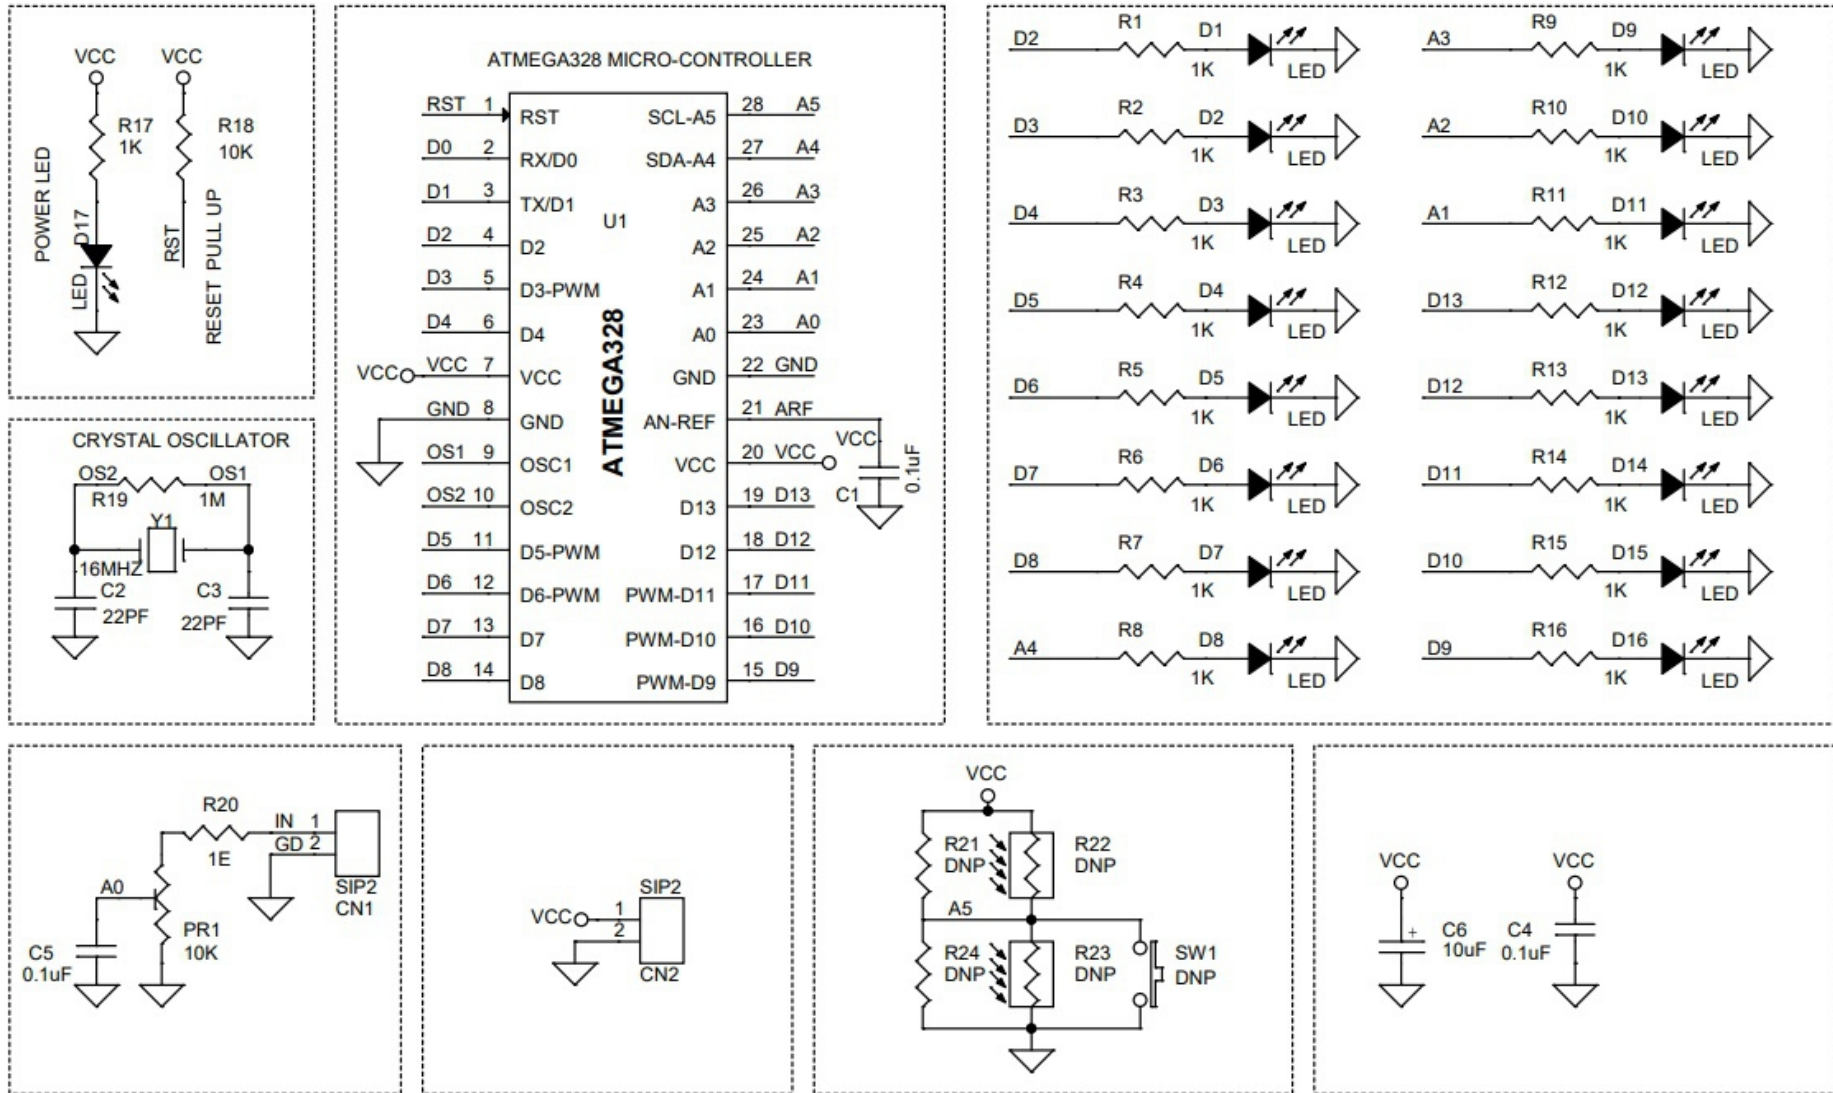 VCC
VCC
R17
1K
R18
10K
POWER LED
D17
LED
RST
RESET PULL UP
CRYSTAL OSCILLATOR
OS2
OS1
R19
1M
Y1
16MHZ
C2
22PF
C3
22PF
ATMEGA328 MICRO-CONTROLLER
RST 1 RST SCL-A5 28 A5
D0 2 RX/D0 SDA-A4 27 A4
D1 3 TX/D1 A3 26 A3
U1
D2 4 D2 A2 25 A2
D3 5 D3-PWM A1 24 A1
D4 6 D4 A0 23 A0
VCC VCC 7 VCC GND 22 GND
GND 8 GND AN-REF 21 ARF
OS1 9 OSC1 VCC 20 VCC
OS2 10 OSC2 D13 19 D13
D5 11 D5-PWM D12 18 D12
D6 12 D6-PWM PWM-D11 17 D11
D7 13 D7 PWM-D10 16 D10
D8 14 D8 PWM-D9 15 D9
ATMEGA328
VCC
C1
0.1uF
D2 R1 D1
1K LED
A3 R9 D9
1K LED
D3 R2 D2
1K LED
A2 R10 D10
1K LED
D4 R3 D3
1K LED
A1 R11 D11
1K LED
D5 R4 D4
1K LED
D13 R12 D12
1K LED
D6 R5 D5
1K LED
D12 R13 D13
1K LED
D7 R6 D6
1K LED
D11 R14 D14
1K LED
D8 R7 D7
1K LED
D10 R15 D15
1K LED
A4 R8 D8
1K LED
D9 R16 D16
1K LED
R20
1E
IN 1
GD 2
SIP2
CN1
A0
PR1
10K
C5
0.1uF
SIP2
VCC 1
2
CN2
VCC
R21
DNP
R22
DNP
A5
R24
DNP
R23
DNP
SW1
DNP
VCC
+
C6
10uF
VCC
C4
0.1uF